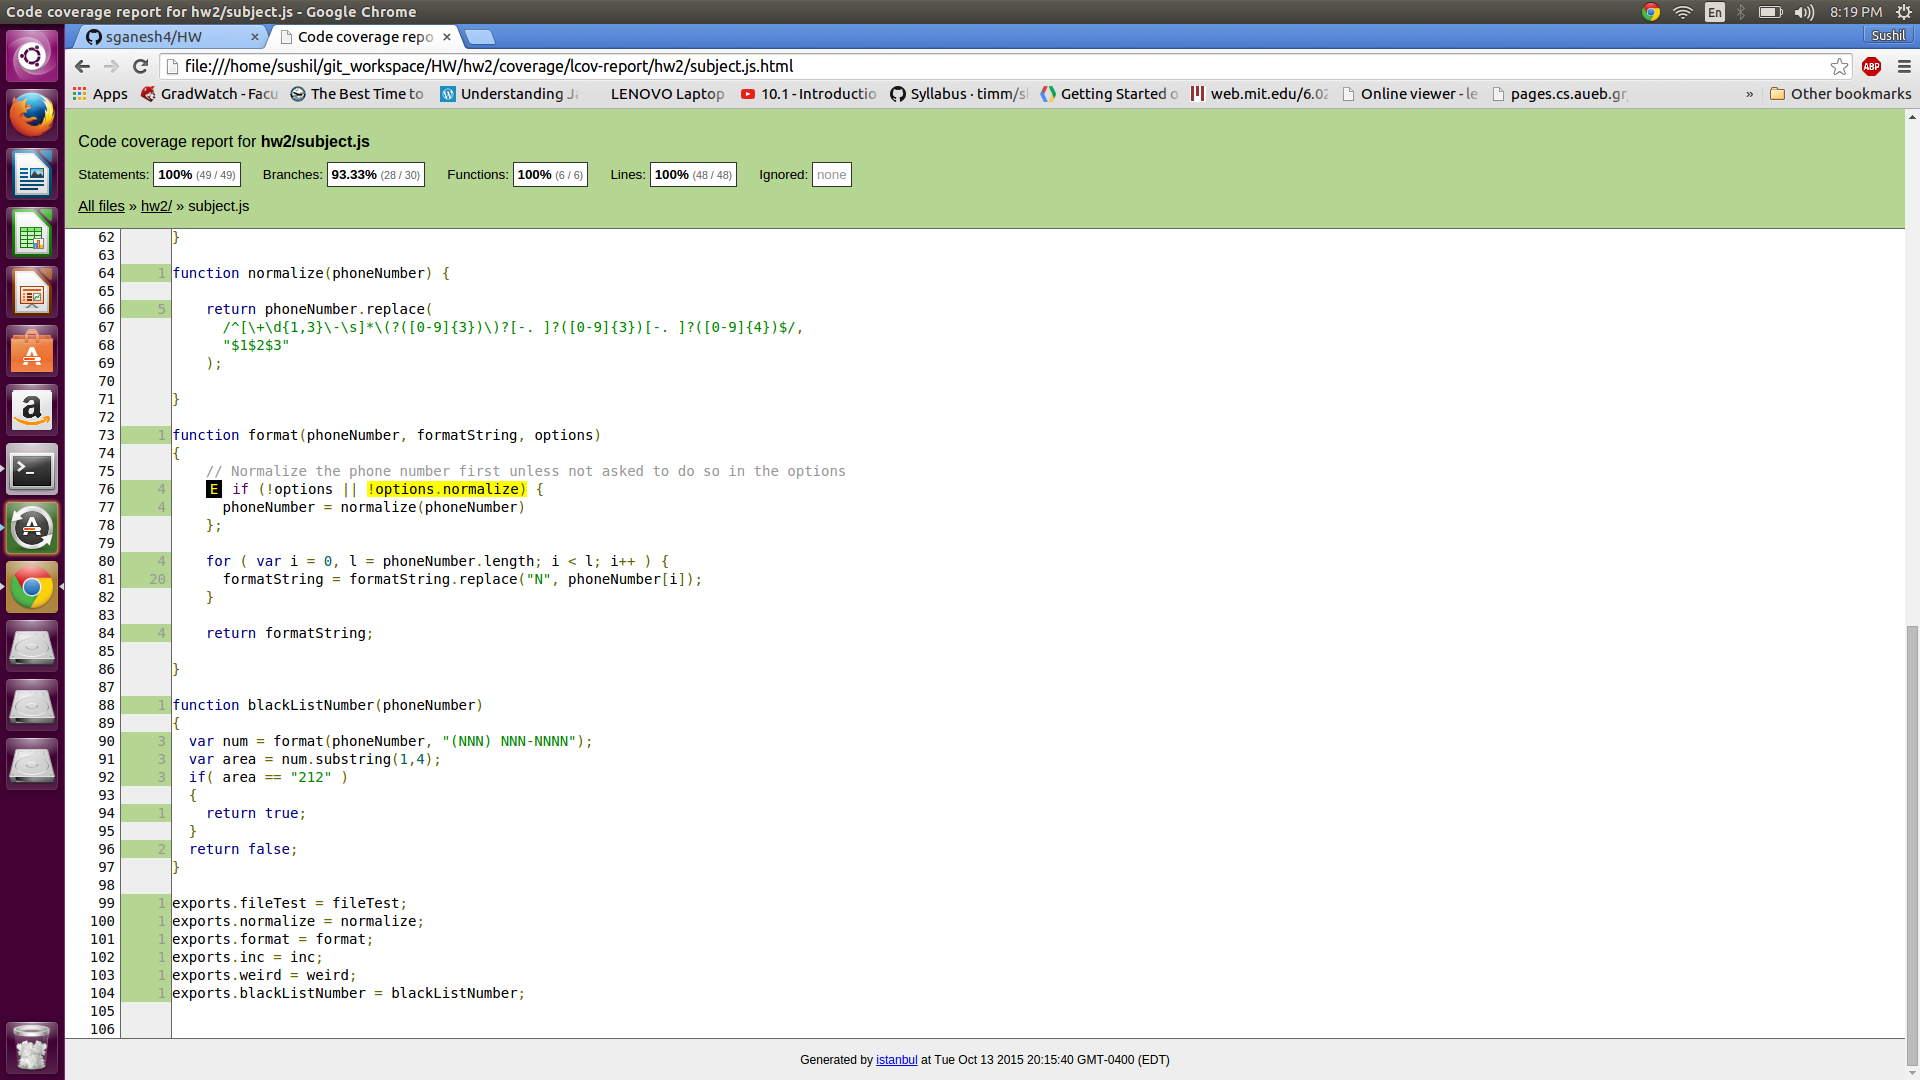 Code coverage report for hw2/subject.js - Google Chrome
En
8:19 PM
sganesh4/HW
Code coverage repo
Sushil
file:///home/sushil/git_workspace/HW/hw2/coverage/lcov-report/hw2/subject.js.html
ABP
Apps
GradWatch - Facu
The Best Time to
Understanding Ja
LENOVO Laptop
10.1 - Introductio
Syllabus · timm/sl
Getting Started o
web.mit.edu/6.02
Online viewer - le
pages.cs.aueb.gr
»
Other bookmarks
Code coverage report for hw2/subject.js
Statements: 100% (49 / 49) Branches: 93.33% (28 / 30) Functions: 100% (6 / 6) Lines: 100% (48 / 48) Ignored: none
All files » hw2/ » subject.js
62 }
63
64 1 function normalize(phoneNumber) {
65
66 5 return phoneNumber.replace(
67 /^[\+\d{1,3}\-\s]*\(?([0-9]{3})\)?[-. ]?([0-9]{3})[-. ]?([0-9]{4})$/,
68 "$1$2$3"
69 );
70
71 }
72
73 1 function format(phoneNumber, formatString, options)
74 {
75 // Normalize the phone number first unless not asked to do so in the options
76 4 E if (!options || !options.normalize) {
77 4 phoneNumber = normalize(phoneNumber)
78 };
79
80 4 for ( var i = 0, l = phoneNumber.length; i < l; i++ ) {
81 20 formatString = formatString.replace("N", phoneNumber[i]);
82 }
83
84 4 return formatString;
85
86 }
87
88 1 function blackListNumber(phoneNumber)
89 {
90 3 var num = format(phoneNumber, "(NNN) NNN-NNNN");
91 3 var area = num.substring(1,4);
92 3 if( area == "212" )
93 {
94 1 return true;
95 }
96 2 return false;
97 }
98
99 1 exports.fileTest = fileTest;
100 1 exports.normalize = normalize;
101 1 exports.format = format;
102 1 exports.inc = inc;
103 1 exports.weird = weird;
104 1 exports.blackListNumber = blackListNumber;
105
106
Generated by istanbul at Tue Oct 13 2015 20:15:40 GMT-0400 (EDT)